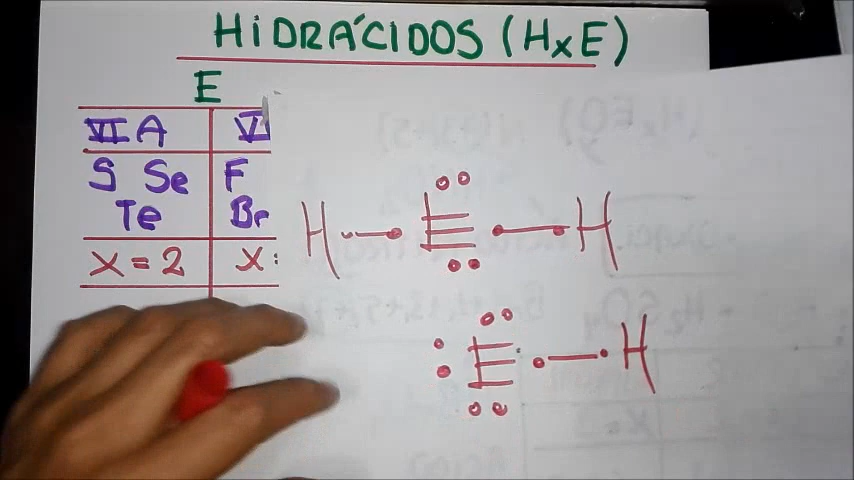 HiDRÁCIDOS (HxE)
E
VIA V
S Se F
Te Br
X = 2 X:
H E H
E H